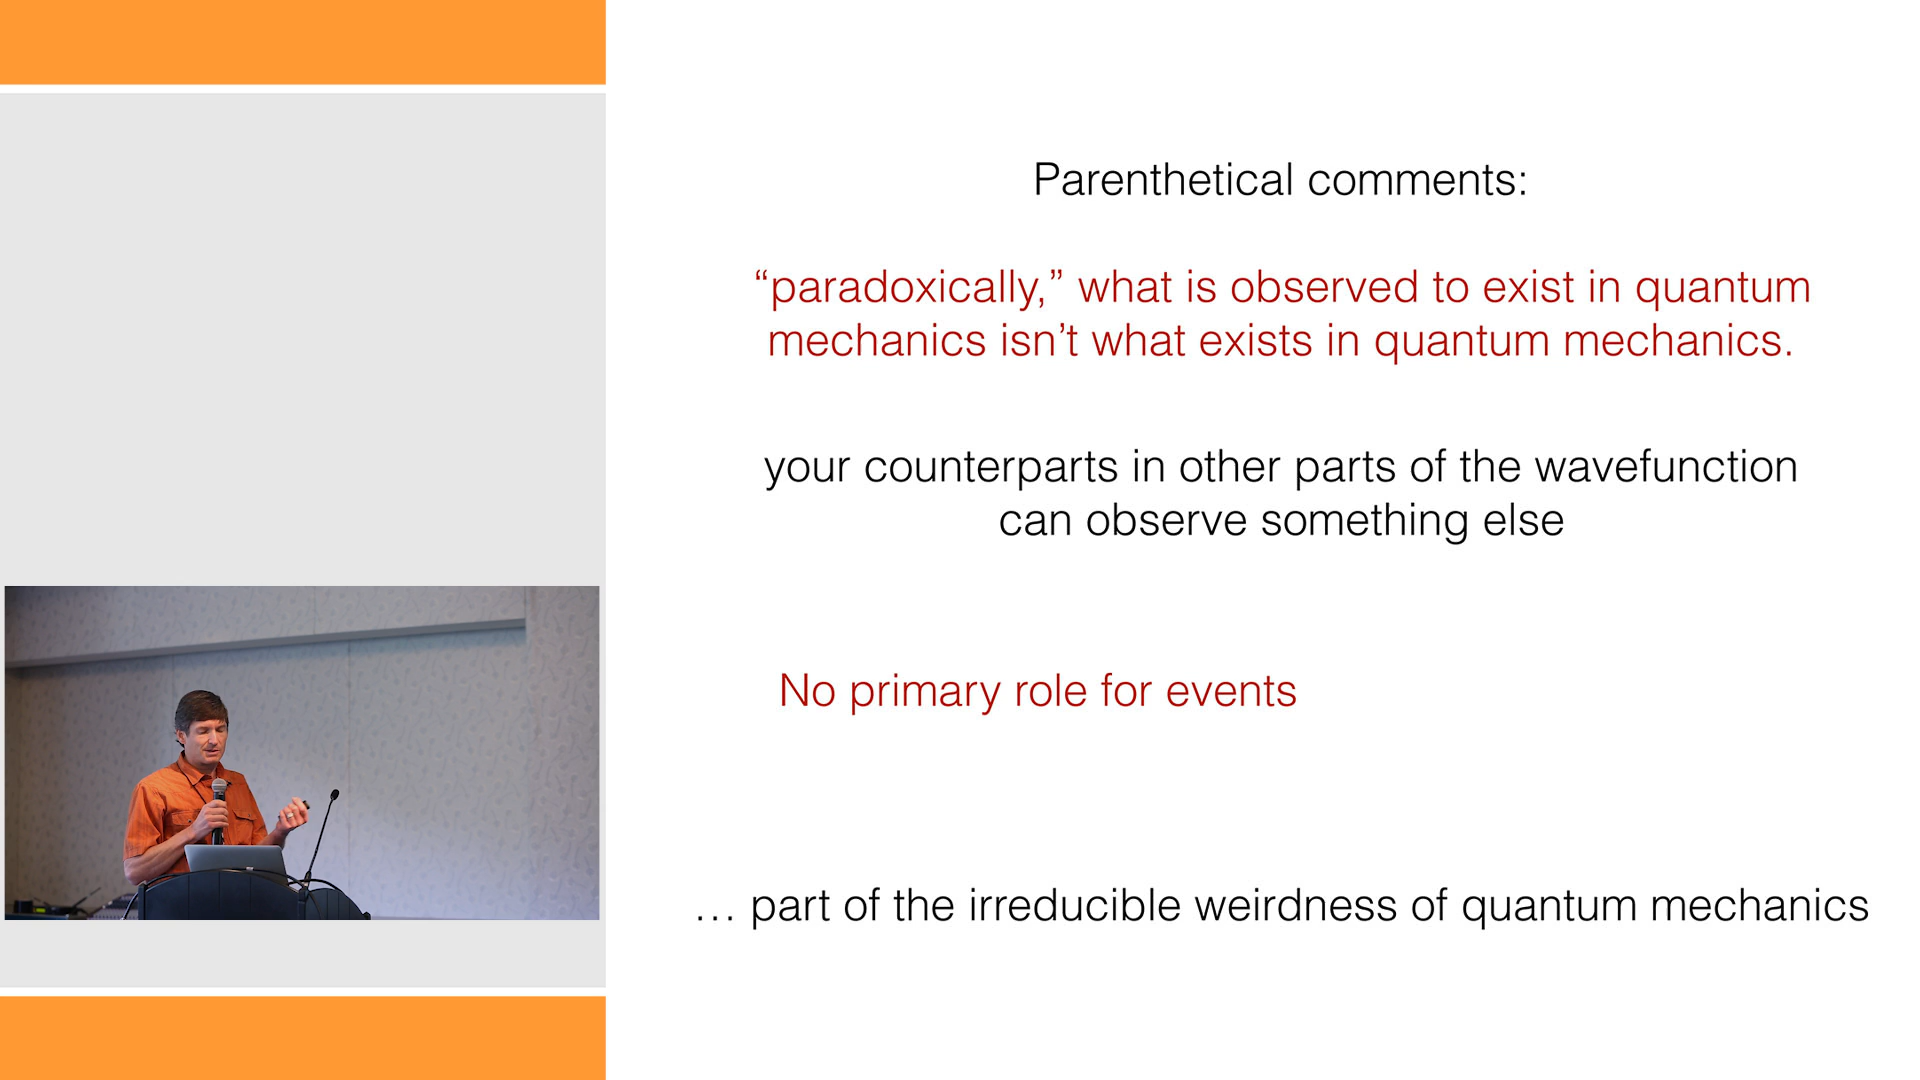 Parenthetical comments:
“paradoxically,” what is observed to exist in quantum
mechanics isn’t what exists in quantum mechanics.
your counterparts in other parts of the wavefunction
can observe something else
No primary role for events
… part of the irreducible weirdness of quantum mechanics